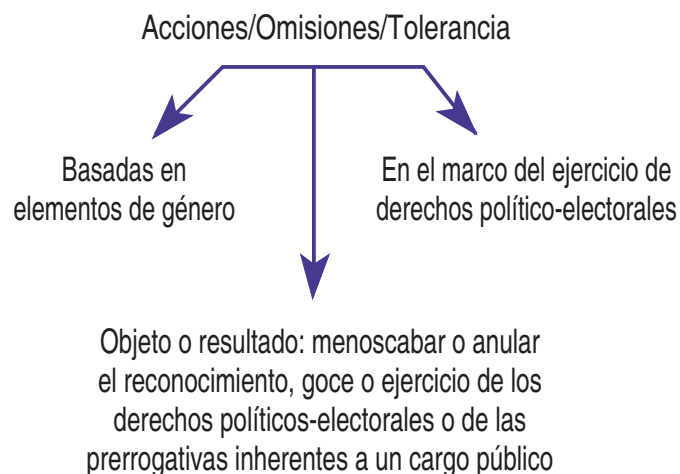 Acciones/Omisiones/Tolerancia
Basadas en
elementos de género
En el marco del ejercicio de
derechos político-electorales
Objeto o resultado: menoscabar o anular
el reconocimiento, goce o ejercicio de los
derechos políticos-electorales o de las
prerrogativas inherentes a un cargo público